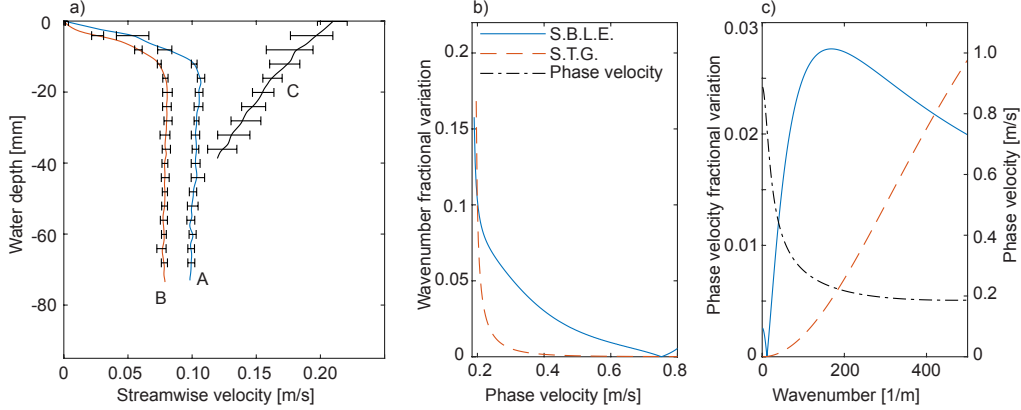 a)
Water depth [mm]
0
-20
-40
-60
-80
0
0.05
0.10
0.15
0.20
Streamwise velocity [m/s]
A
B
C
b)
Wavenumber fractional variation
0.2
0.15
0.1
0.05
0
0.2
0.4
0.6
0.8
Phase velocity [m/s]
S.B.L.E.
S.T.G.
Phase velocity
c)
Phase velocity fractional variation
0.03
0.02
0.01
0
0
200
400
Wavenumber [1/m]
1.0
0.8
0.6
0.4
0.2
0
Phase velocity [m/s]